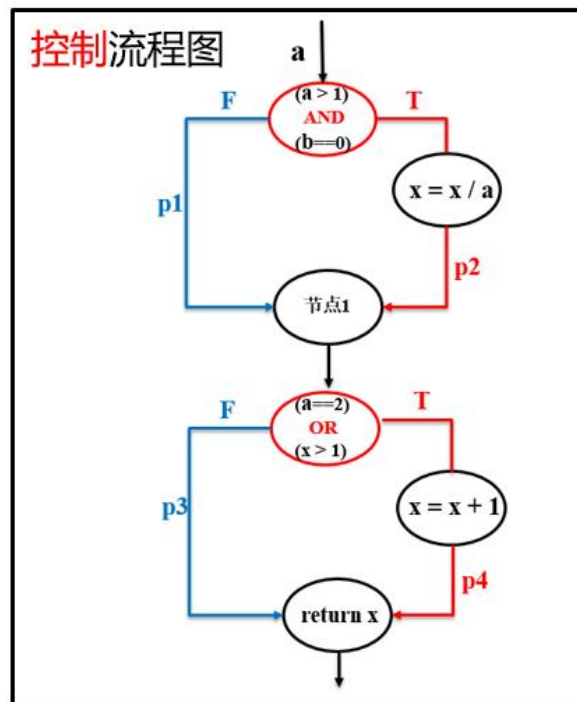 控制流程图
a
F
(a > 1)
AND
(b==0)
T
x = x / a
p1
p2
节点1
F
(a==2)
OR
(x > 1)
T
x = x + 1
p3
p4
return x